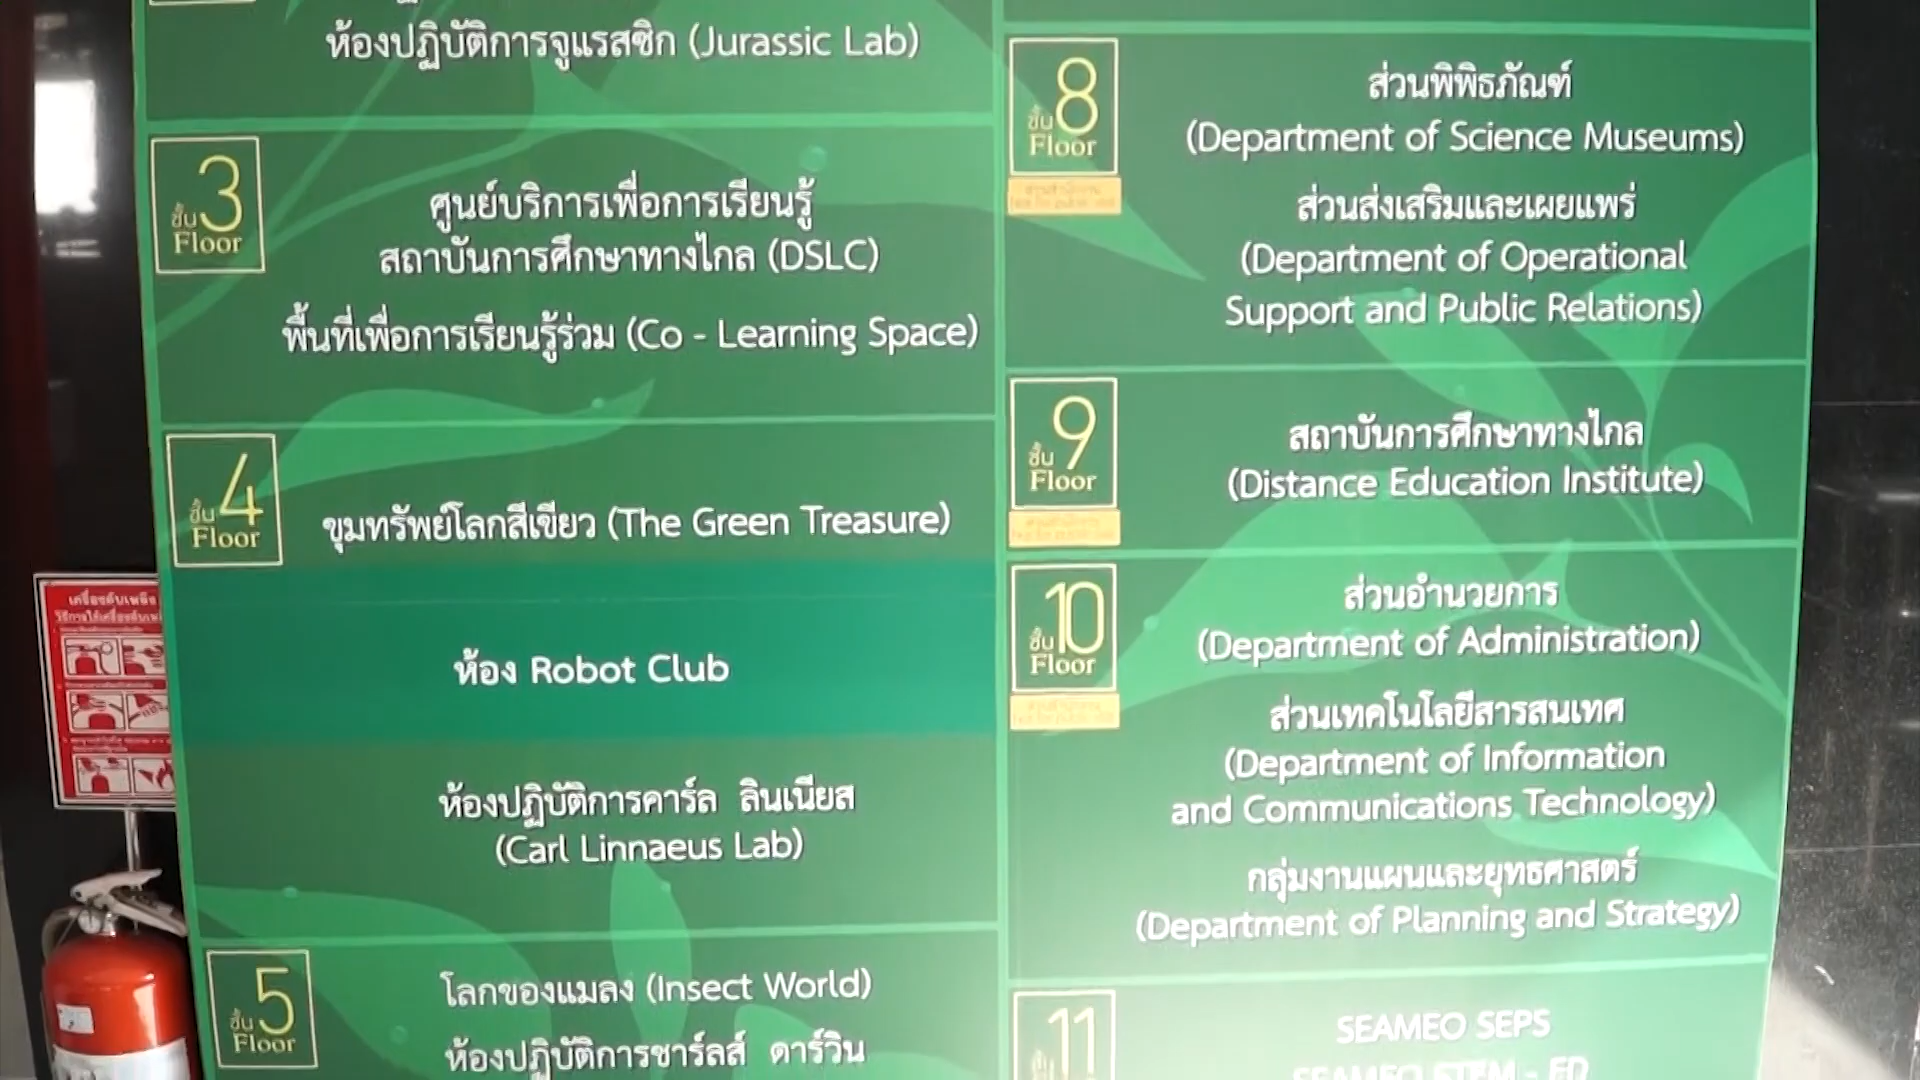 ห้องปฏิบัติการจูแรสซิก (Jurassic Lab)
ชั้น 3
Floor
ศูนย์บริการเพื่อการเรียนรู้
สถาบันการศึกษาทางไกล (DSLC)
พื้นที่เพื่อการเรียนรู้ร่วม (Co - Learning Space)
ชั้น 4
Floor
ขุมทรัพย์โลกสีเขียว (The Green Treasure)
ห้อง Robot Club
ห้องปฏิบัติการคาร์ล ลินเนียส
(Carl Linnaeus Lab)
ชั้น 5
Floor
โลกของแมลง (Insect World)
ห้องปฏิบัติการชาร์ลส์ ดาร์วิน
ชั้น 8
Floor
ส่วนพิพิธภัณฑ์
(Department of Science Museums)
ส่วนส่งเสริมและเผยแพร่
(Department of Operational
Support and Public Relations)
ชั้น 9
Floor
สถาบันการศึกษาทางไกล
(Distance Education Institute)
ชั้น 10
Floor
ส่วนอำนวยการ
(Department of Administration)
ส่วนเทคโนโลยีสารสนเทศ
(Department of Information
and Communications Technology)
กลุ่มงานแผนและยุทธศาสตร์
(Department of Planning and Strategy)
ชั้น 11
SEAMEO SEPS
SEAMEO STEM - ED